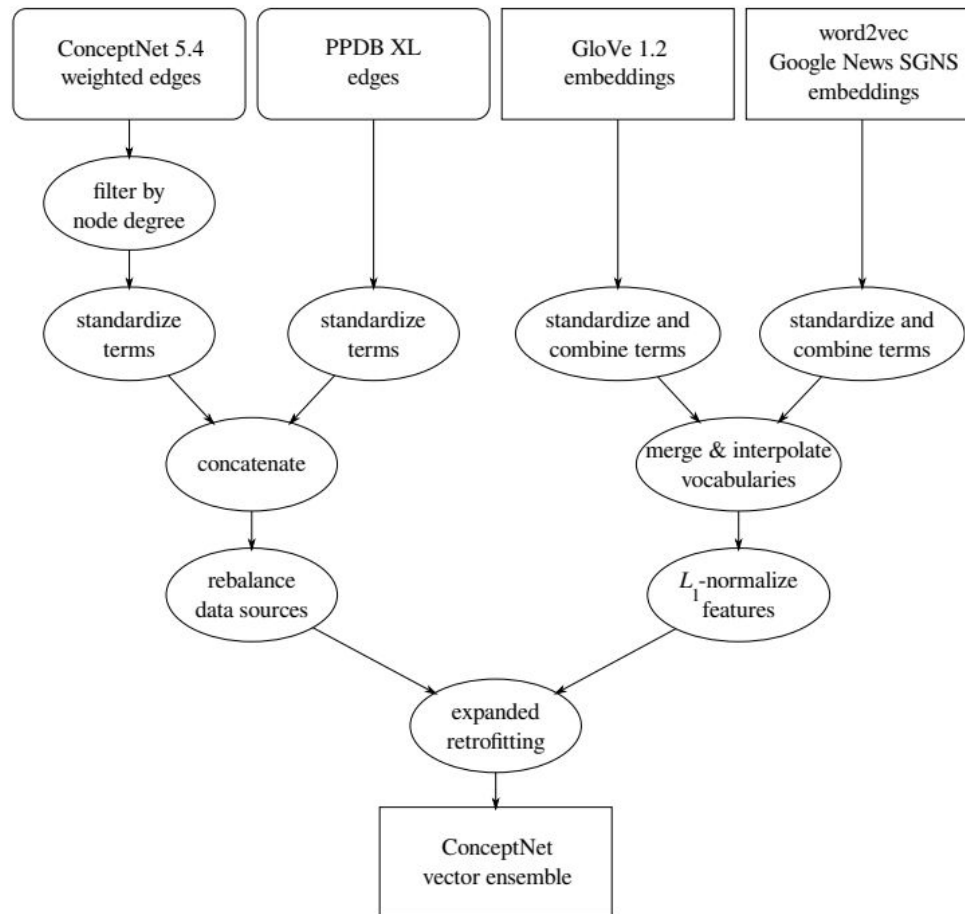 ConceptNet 5.4
weighted edges
PPDB XL
edges
GloVe 1.2
embeddings
word2vec
Google News SGNS
embeddings
filter by
node degree
standardize
terms
standardize
terms
standardize and
combine terms
standardize and
combine terms
concatenate
merge & interpolate
vocabularies
rebalance
data sources
L1-normalize
features
expanded
retrofitting
ConceptNet
vector ensemble